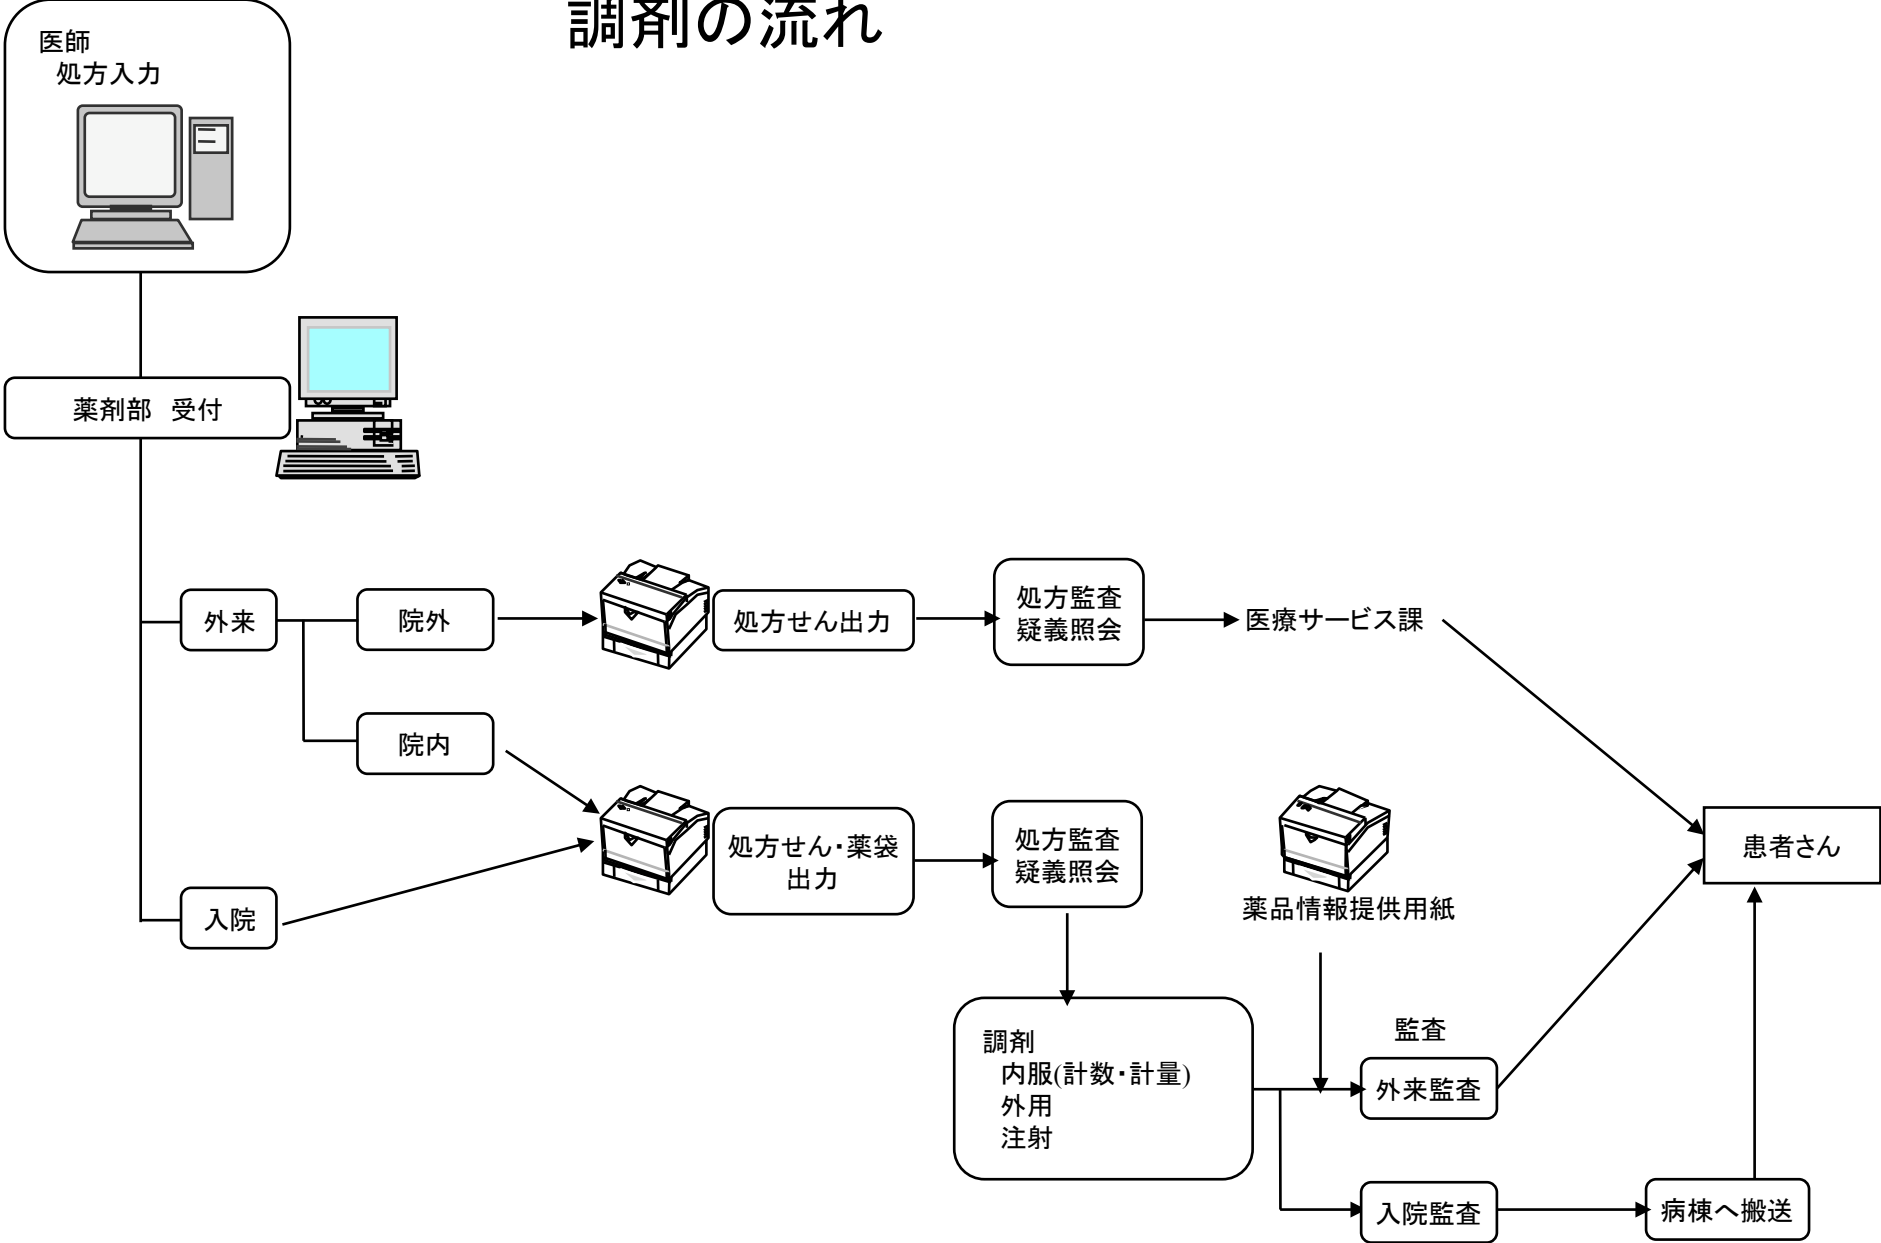 調剤の流れ
医師
処方入力
薬剤部　受付
外来
院外
処方せん出力
処方監査
疑義照会
医療サービス課
院内
処方せん・薬袋
出力
処方監査
疑義照会
患者さん
入院
薬品情報提供用紙
調剤
内服(計数・計量)
外用
注射
監査
外来監査
入院監査
病棟へ搬送